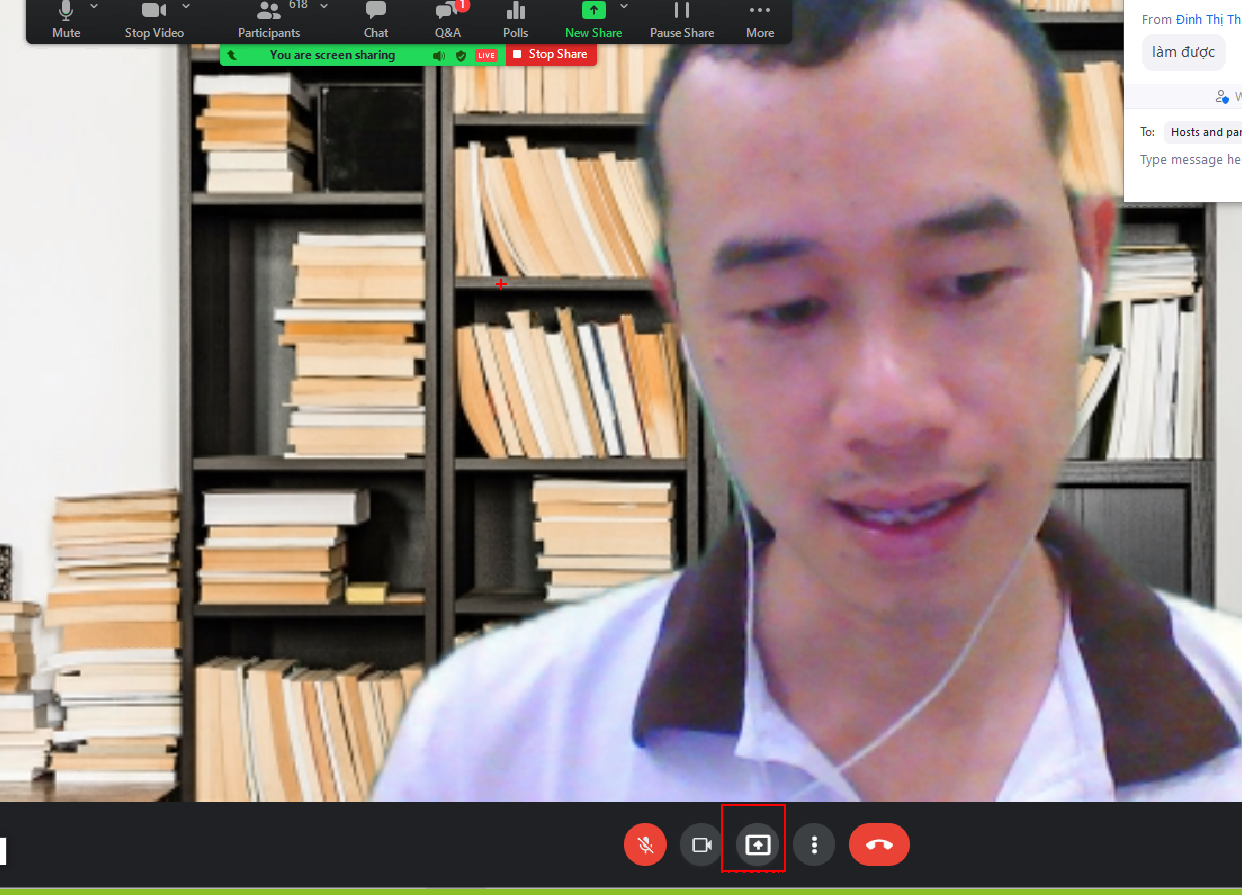 618
1
Mute
Stop Video
Participants
Chat
Q&A
Polls
New Share
Pause Share
More
You are screen sharing
LIVE
Stop Share
From Đinh Thị Th
làm được
W
To: Hosts and par
Type message he